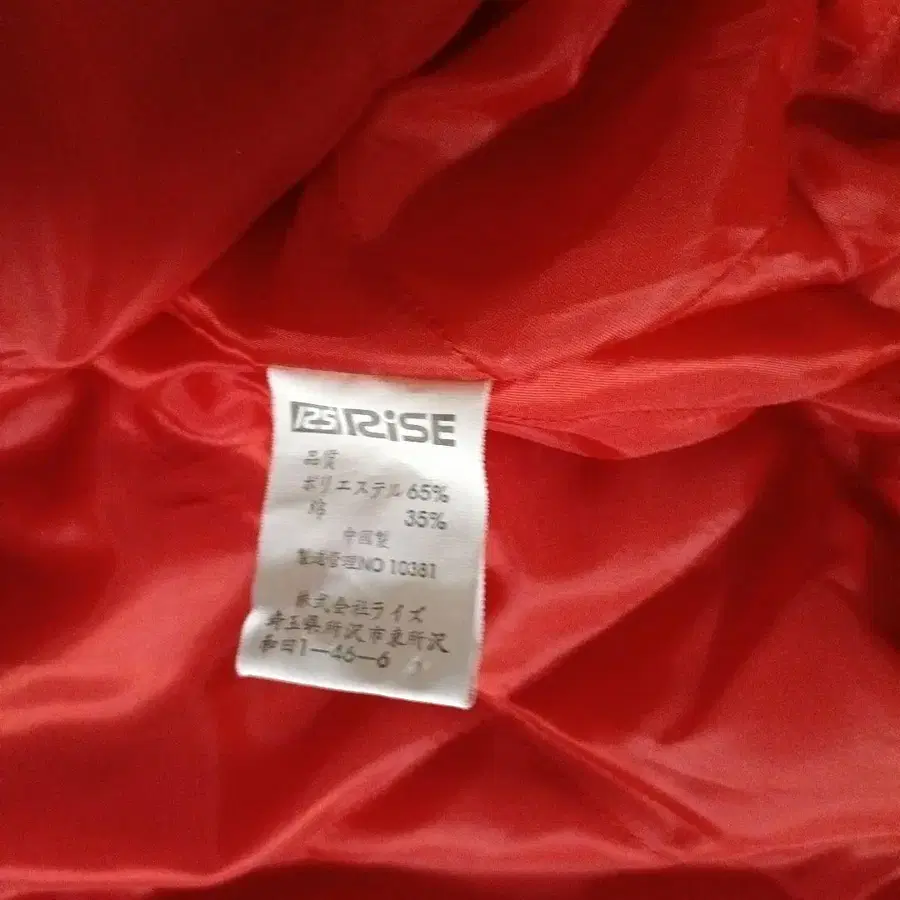 RS RiSE
品質
ポリエステル 65%
綿 35%
中国製
製造管理NO 10381
株式会社ライズ
埼玉県所沢市東所沢
和田1—46—6